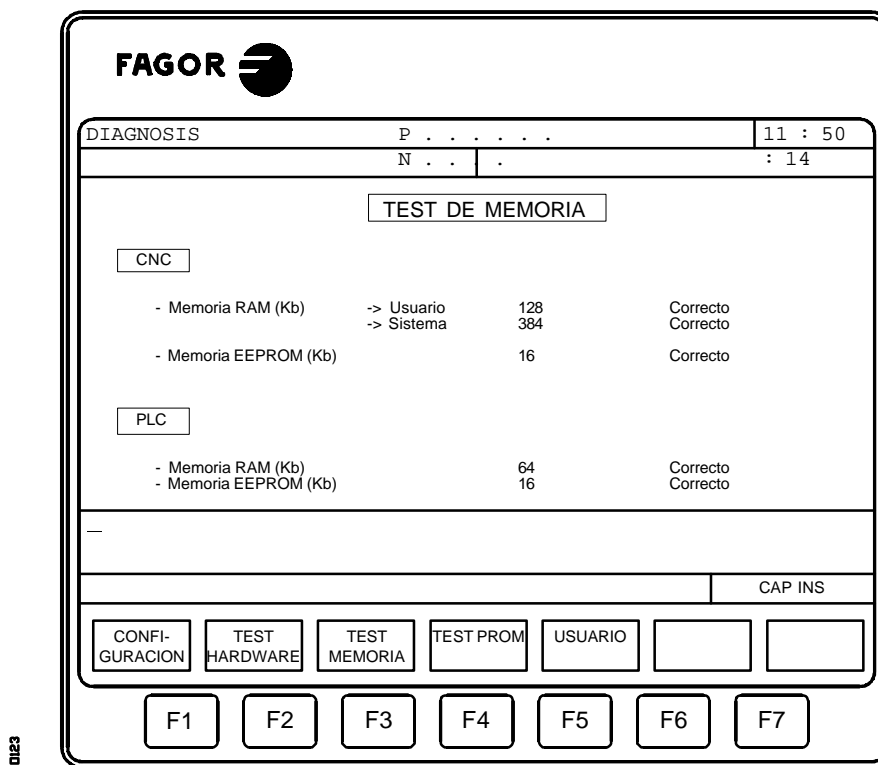 FAGOR
DIAGNOSIS P . . . . . . 11 : 50
N . . . . : 14
TEST DE MEMORIA
CNC
- Memoria RAM (Kb) -> Usuario 128 Correcto
-> Sistema 384 Correcto
- Memoria EEPROM (Kb) 16 Correcto
PLC
- Memoria RAM (Kb) 64 Correcto
- Memoria EEPROM (Kb) 16 Correcto
_
CAP INS
CONFI- TEST TEST TEST PROM USUARIO
GURACION HARDWARE MEMORIA
F1 F2 F3 F4 F5 F6 F7
0123